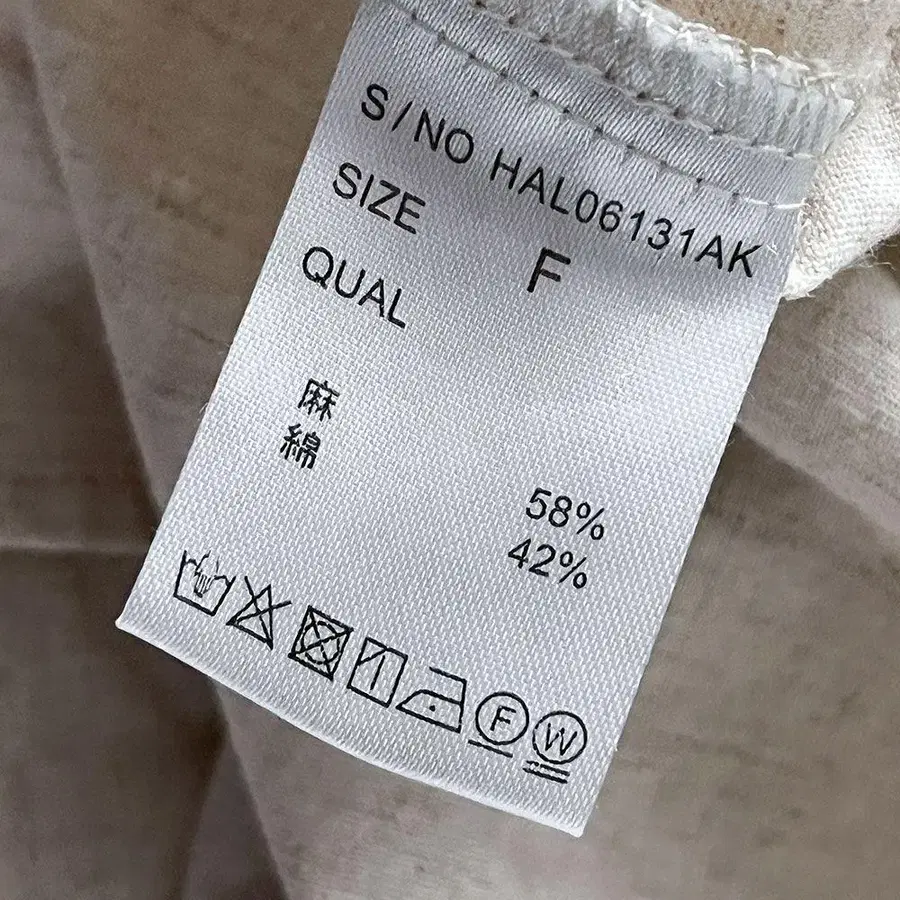 S/NO HAL06131AK
SIZE F
QUAL
麻 58%
綿 42%
F W